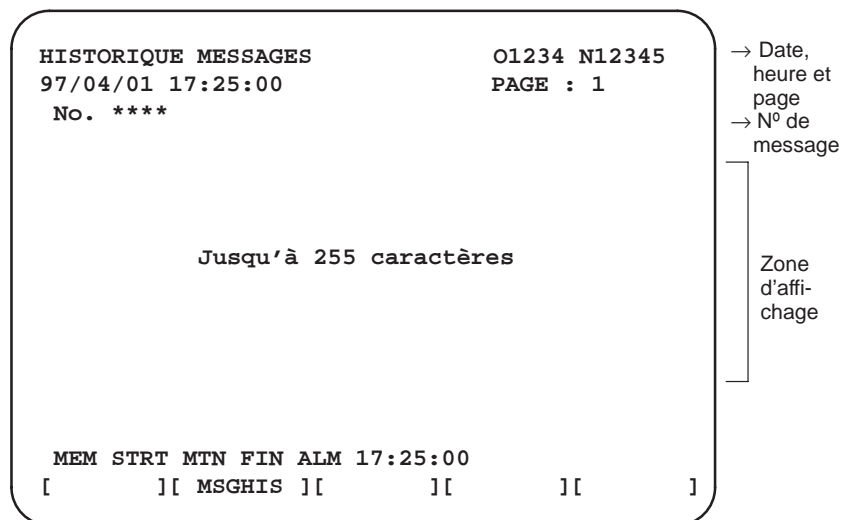 HISTORIQUE MESSAGES O1234 N12345
97/04/01 17:25:00 PAGE : 1
No. ****
Jusqu'à 255 caractères
MEM STRT MTN FIN ALM 17:25:00
[ ][ MSGHIS ][ ][ ][ ]
→ Date,
heure et
page
→ Nº de
message
Zone
d'affi-
chage